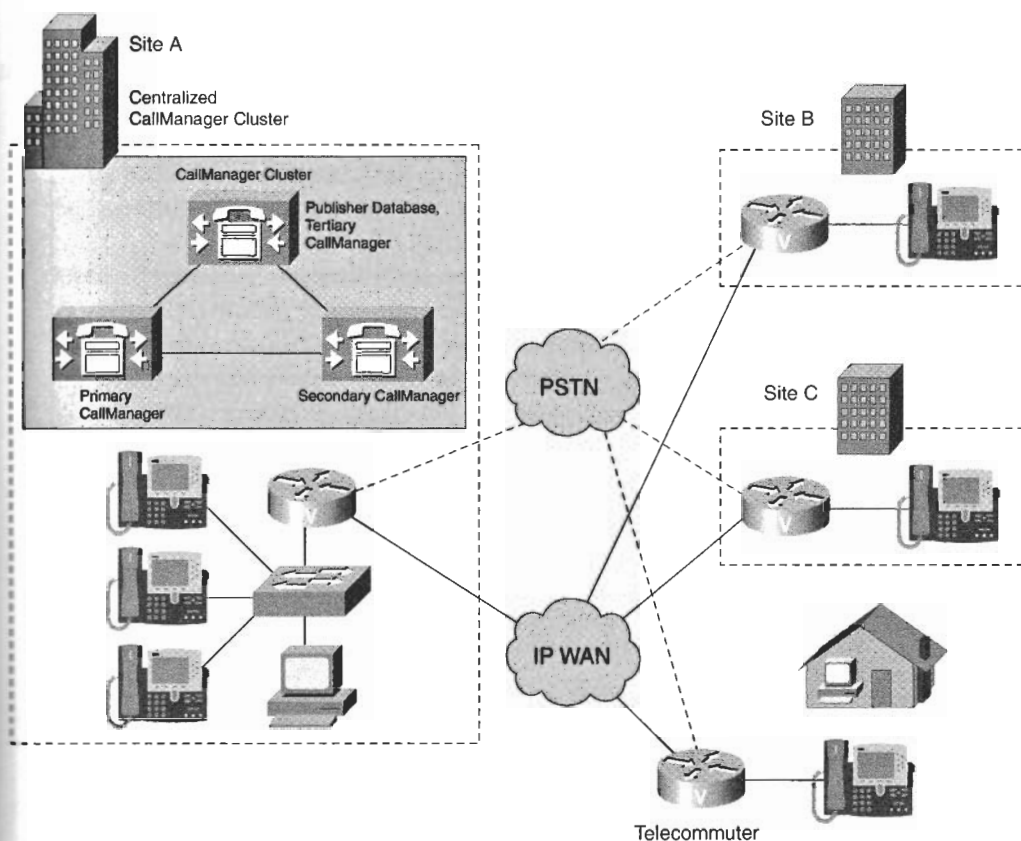 Site A
Centralized
CallManager Cluster
CallManager Cluster
Publisher Database,
Tertiary
CallManager
Primary
CallManager
Secondary CallManager
V
PSTN
IP WAN
Site B
V
Site C
V
V
Telecommuter